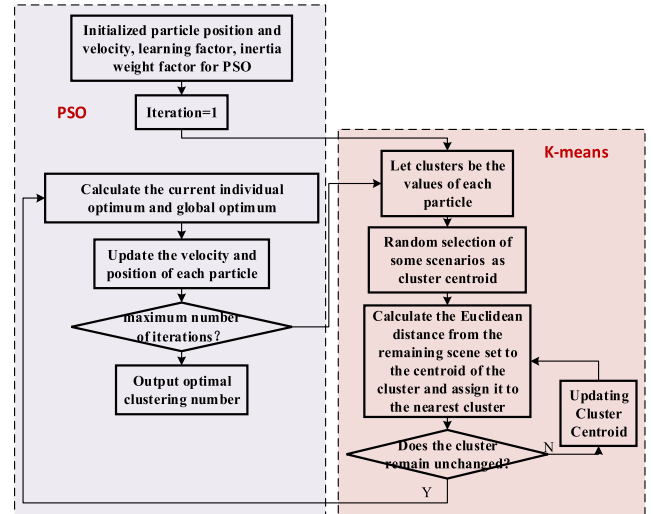 Initialized particle position and
velocity, learning factor, inertia
weight factor for PSO
PSO
Iteration=1
K-means
Let clusters be the
values of each
particle
Calculate the current individual
optimum and global optimum
Random selection of
some scenarios as
cluster centroid
Update the velocity and
position of each particle
maximum number
of iterations?
Calculate the Euclidean
distance from the
remaining scene set to
the centroid of the
cluster and assign it to
the nearest cluster
Output optimal
clustering number
Updating
Cluster
Centroid
Does the cluster
remain unchanged?
N
Y